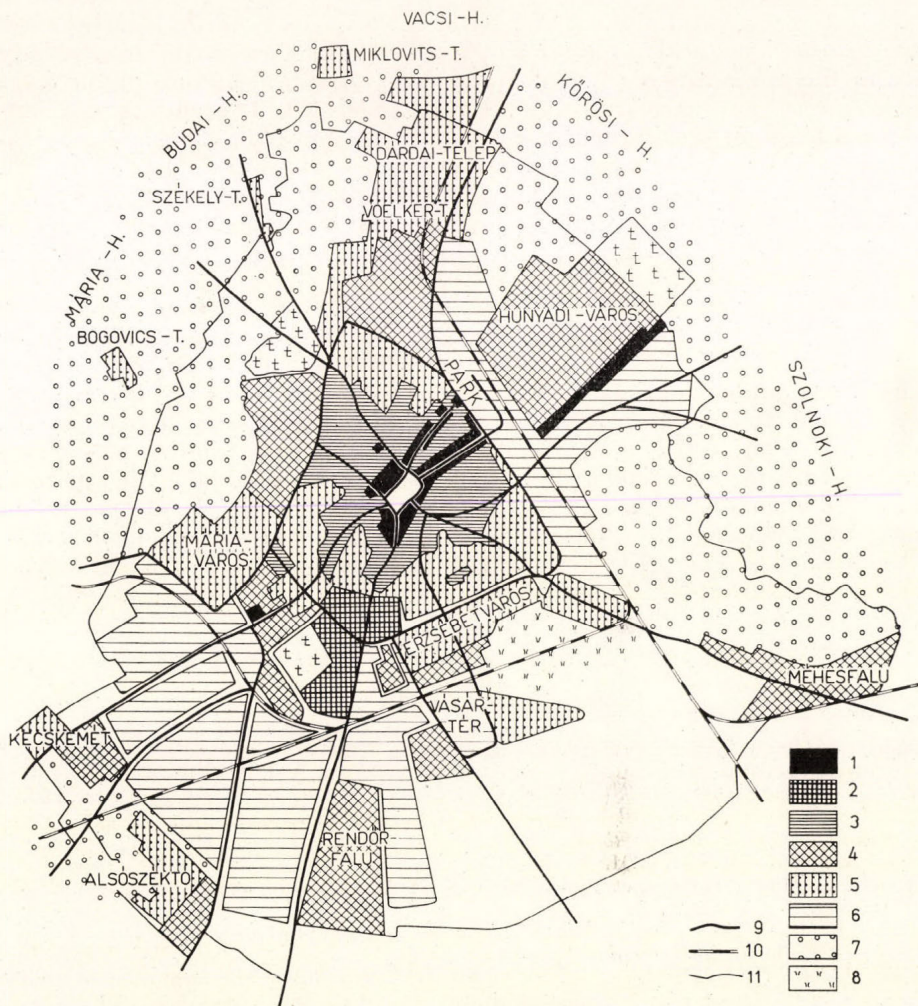 VACSI-H.
MIKLOVITS-T.
KŐRÖSI-H.
BUDAI-H.
DÁRDAI-TELEP
SZÉKELY-T.
VOELKER-T.
MÁRIA-H.
HUNYADI-VÁROS
BOGOVICS-T.
PARK
SZOLNOKI-H.
MÁRIA-
VÁROS
ERZSÉBETVÁROS
MÉHESFALU
VÁSÁR-
TÉR
KECSKEMÉT
RENDŐR-
FALU
ALSÓSZÉKTÓ
1
2
3
4
5
6
7
8
9
10
11